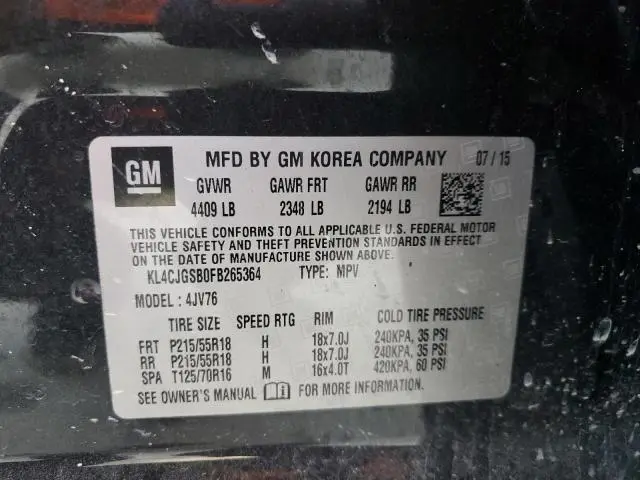 GM
MFD BY GM KOREA COMPANY 07 / 15
GVWR GAWR FRT GAWR RR
4409 LB 2348 LB 2194 LB
THIS VEHICLE CONFORMS TO ALL APPLICABLE U.S. FEDERAL MOTOR
VEHICLE SAFETY AND THEFT PREVENTION STANDARDS IN EFFECT
ON THE DATE OF MANUFACTURE SHOWN ABOVE.
KL4CJGSB0FB265364 TYPE: MPV
MODEL : 4JV76
TIRE SIZE SPEED RTG RIM COLD TIRE PRESSURE
FRT P215/55R18 H 18x7.0J 240KPA, 35 PSI
RR P215/55R18 H 18x7.0J 240KPA, 35 PSI
SPA T125/70R16 M 16x4.0T 420KPA, 60 PSI
SEE OWNER'S MANUAL FOR MORE INFORMATION.